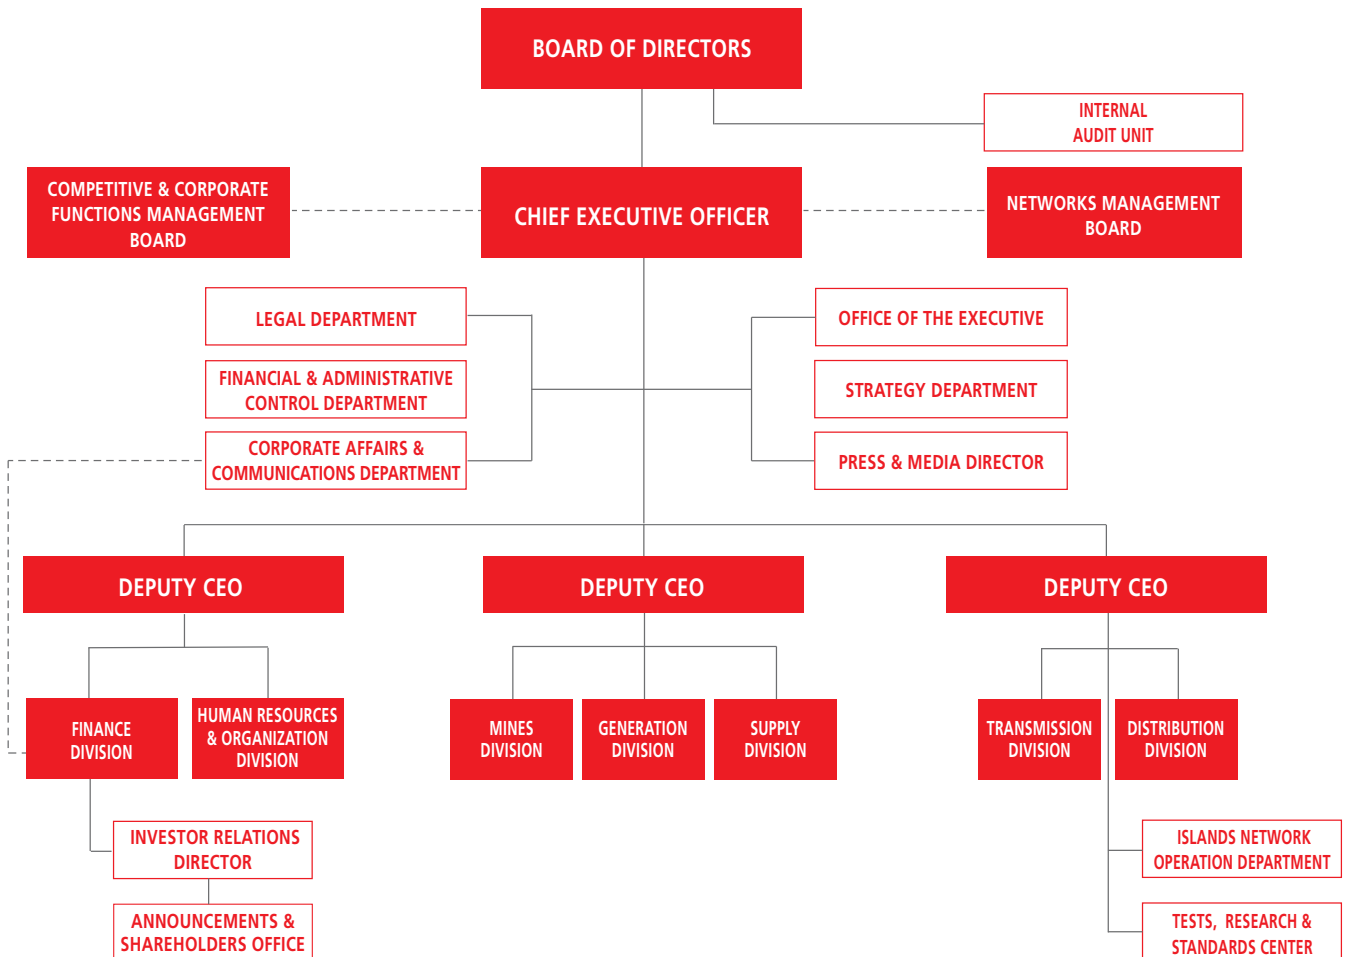 BOARD OF DIRECTORS
INTERNAL
AUDIT UNIT
COMPETITIVE & CORPORATE
FUNCTIONS MANAGEMENT
BOARD
CHIEF EXECUTIVE OFFICER
NETWORKS MANAGEMENT
BOARD
LEGAL DEPARTMENT
OFFICE OF THE EXECUTIVE
FINANCIAL & ADMINISTRATIVE
CONTROL DEPARTMENT
STRATEGY DEPARTMENT
CORPORATE AFFAIRS &
COMMUNICATIONS DEPARTMENT
PRESS & MEDIA DIRECTOR
DEPUTY CEO
DEPUTY CEO
DEPUTY CEO
FINANCE
DIVISION
HUMAN RESOURCES
& ORGANIZATION
DIVISION
MINES
DIVISION
GENERATION
DIVISION
SUPPLY
DIVISION
TRANSMISSION
DIVISION
DISTRIBUTION
DIVISION
INVESTOR RELATIONS
DIRECTOR
ISLANDS NETWORK
OPERATION DEPARTMENT
ANNOUNCEMENTS &
SHAREHOLDERS OFFICE
TESTS, RESEARCH &
STANDARDS CENTER